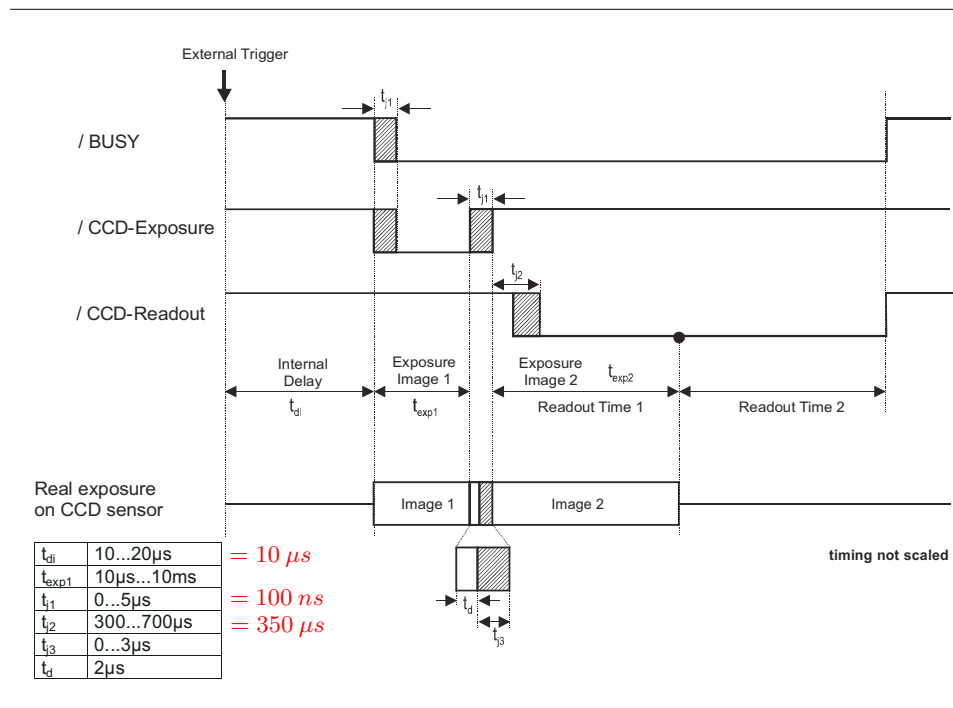 External Trigger
t_j1
/ BUSY
t_j1
/ CCD-Exposure
t_j2
/ CCD-Readout
Internal
Delay
t_di
Exposure
Image 1
t_exp1
Exposure
Image 2
t_exp2
Readout Time 1
Readout Time 2
Real exposure
on CCD sensor
Image 1
Image 2
timing not scaled
t_d
t_j3
t_di 10...20µs = 10 µs
t_exp1 10µs...10ms
t_j1 0...5µs = 100 ns
t_j2 300...700µs = 350 µs
t_j3 0...3µs
t_d 2µs